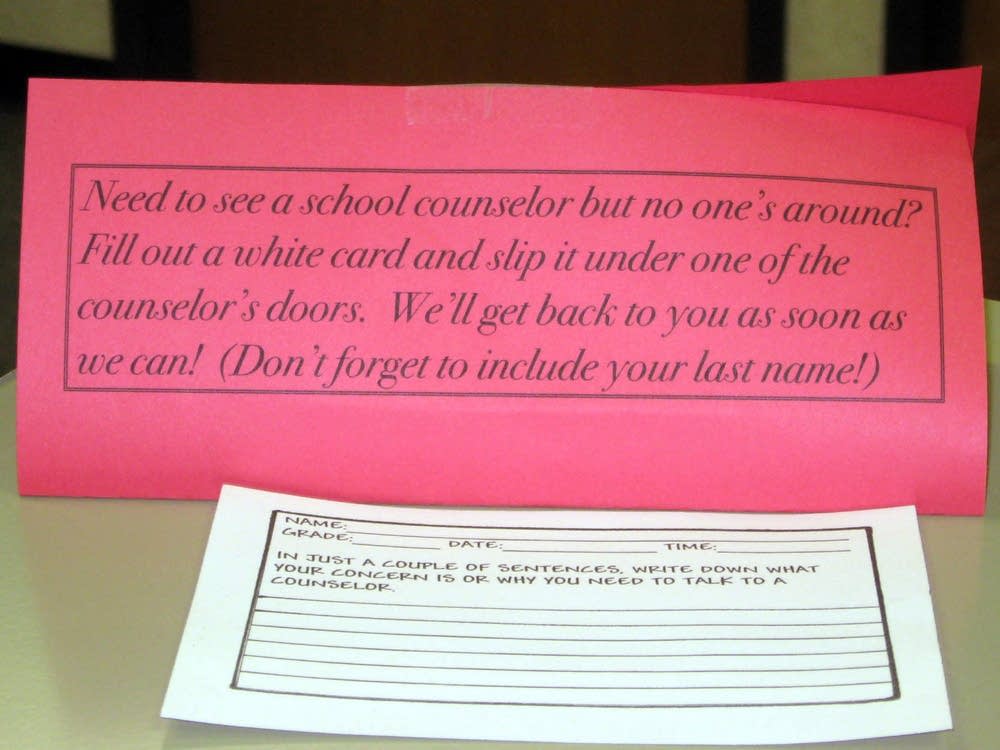 Need to see a school counselor but no one's around?
Fill out a white card and slip it under one of the
counselor's doors. We'll get back to you as soon as
we can! (Don't forget to include your last name!)
NAME:
GRADE: DATE: TIME:
IN JUST A COUPLE OF SENTENCES, WRITE DOWN WHAT
YOUR CONCERN IS OR WHY YOU NEED TO TALK TO A
COUNSELOR.